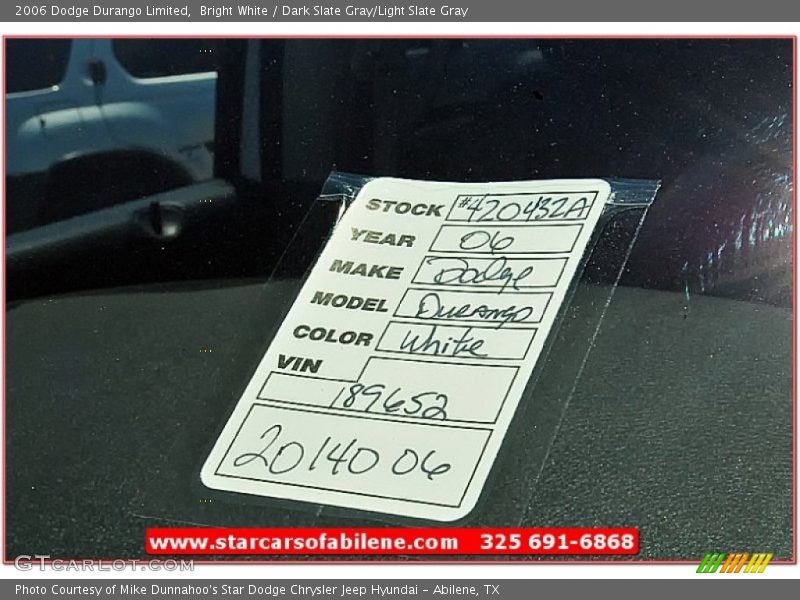 2006 Dodge Durango Limited,  Bright White / Dark Slate Gray/Light Slate Gray
STOCK #420432A
YEAR 06
MAKE Dodge
MODEL Durango
COLOR White
VIN
189652
2014006
www.starcarsofabilene.com 325 691-6868
GTcarlot.com
Photo Courtesy of Mike Dunnahoo's Star Dodge Chrysler Jeep Hyundai - Abilene, TX